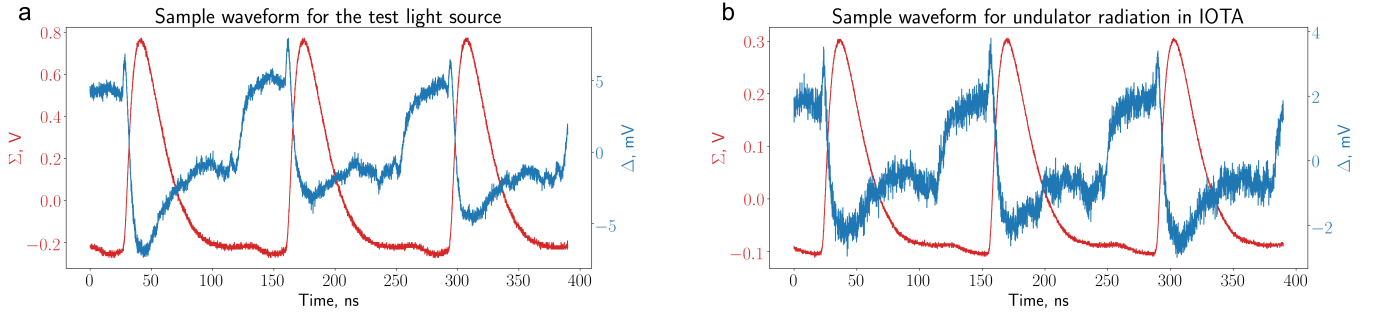 a
Sample waveform for the test light source
0.8
0.6
0.4
0.2
0.0
−0.2
Σ, V
5
0
−5
Δ, mV
0 50 100 150 200 250 300 350 400
Time, ns
b
Sample waveform for undulator radiation in IOTA
0.3
0.2
0.1
0.0
−0.1
Σ, V
4
2
0
−2
Δ, mV
0 50 100 150 200 250 300 350 400
Time, ns